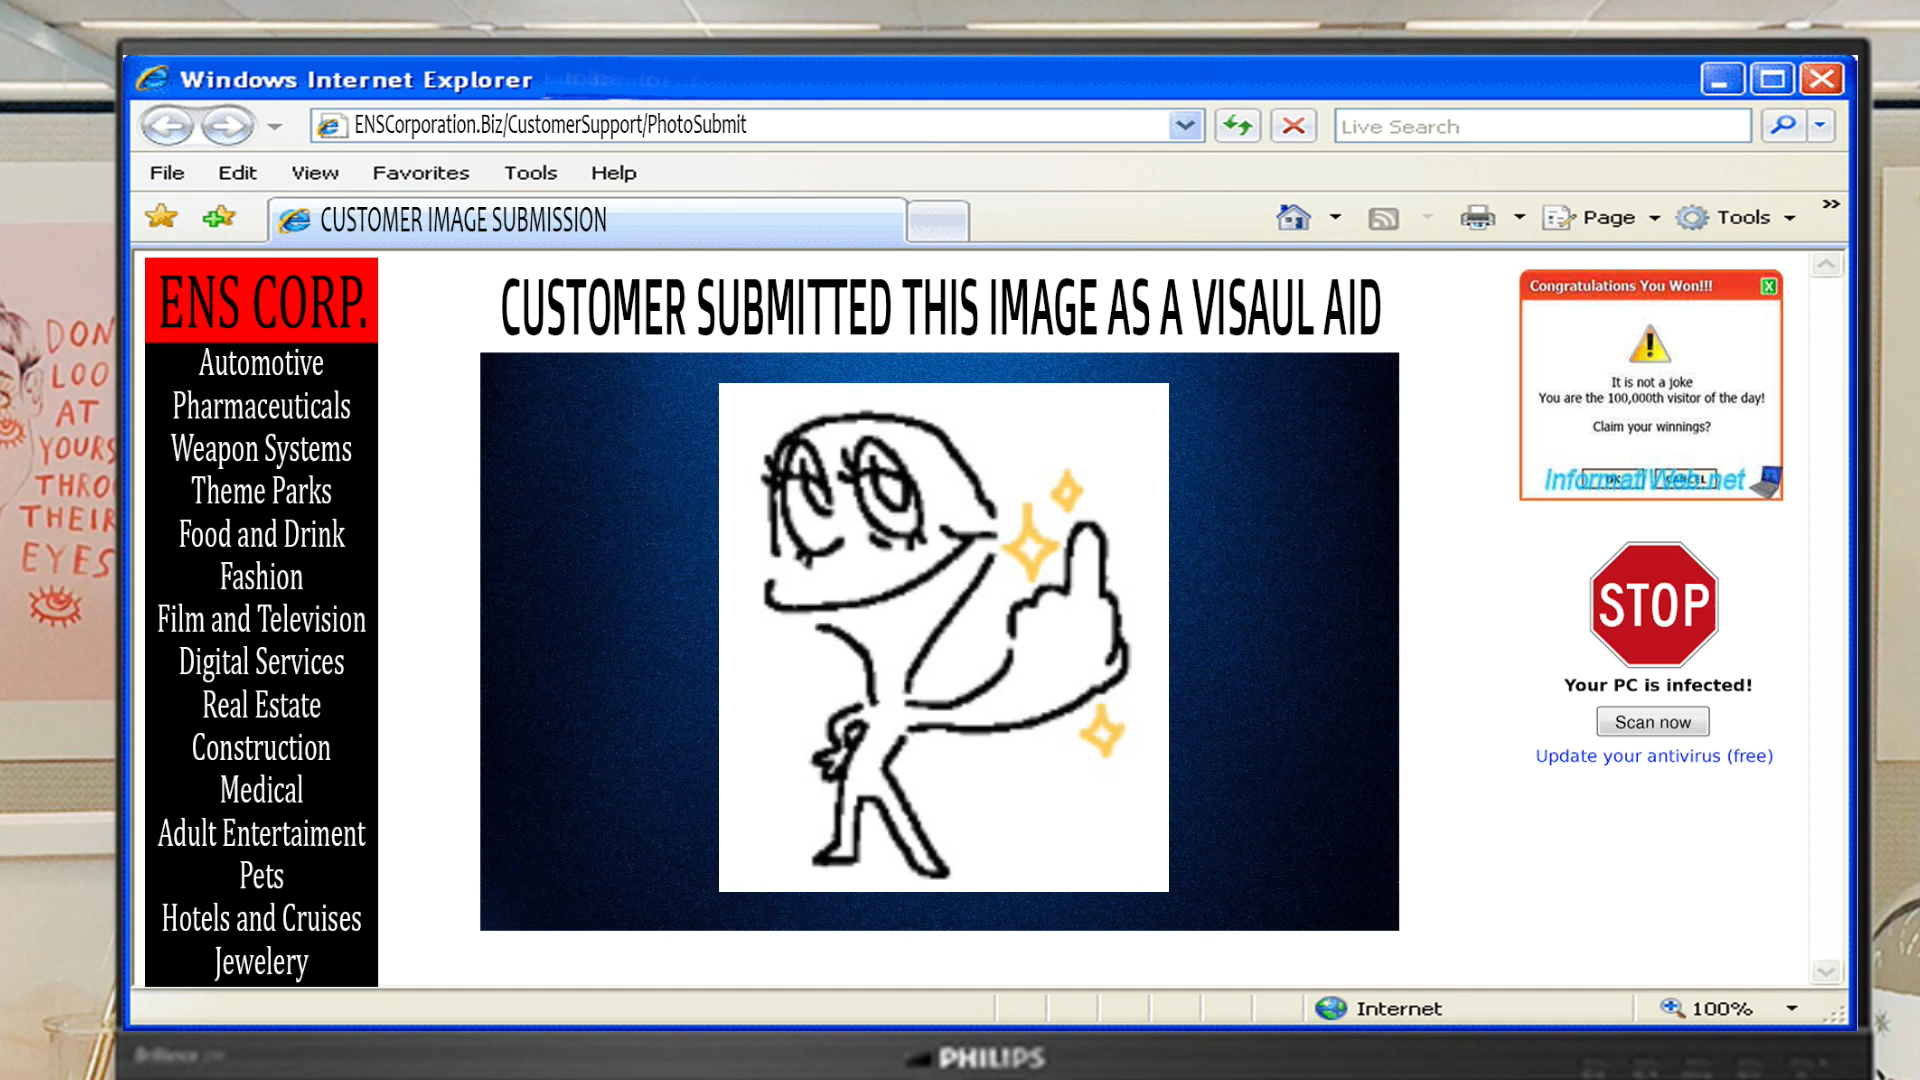 Windows Internet Explorer
ENSCorporation.Biz/CustomerSupport/PhotoSubmit
Live Search
File Edit View Favorites Tools Help
CUSTOMER IMAGE SUBMISSION
Page Tools
ENS CORP.
Automotive
Pharmaceuticals
Weapon Systems
Theme Parks
Food and Drink
Fashion
Film and Television
Digital Services
Real Estate
Construction
Medical
Adult Entertaiment
Pets
Hotels and Cruises
Jewelery
CUSTOMER SUBMITTED THIS IMAGE AS A VISAUL AID
Congratulations You Won!!!
It is not a joke
You are the 100,000th visitor of the day!
Claim your winnings?
InformatiWeb.net
STOP
Your PC is infected!
Scan now
Update your antivirus (free)
Internet
100%
PHILIPS
DON
LOO
AT
YOURS
THRO
THEIR
EYES